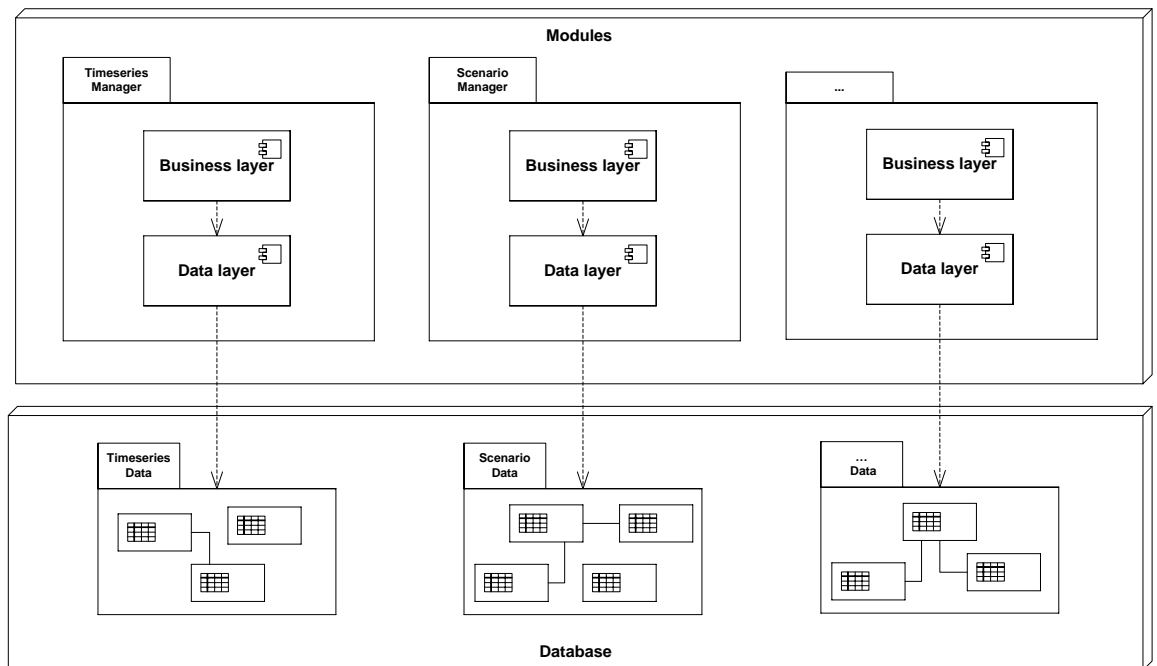 Modules
Timeseries
Manager
Business layer
Data layer
Scenario
Manager
Business layer
Data layer
...
Business layer
Data layer
Timeseries
Data
Scenario
Data
...
Data
Database